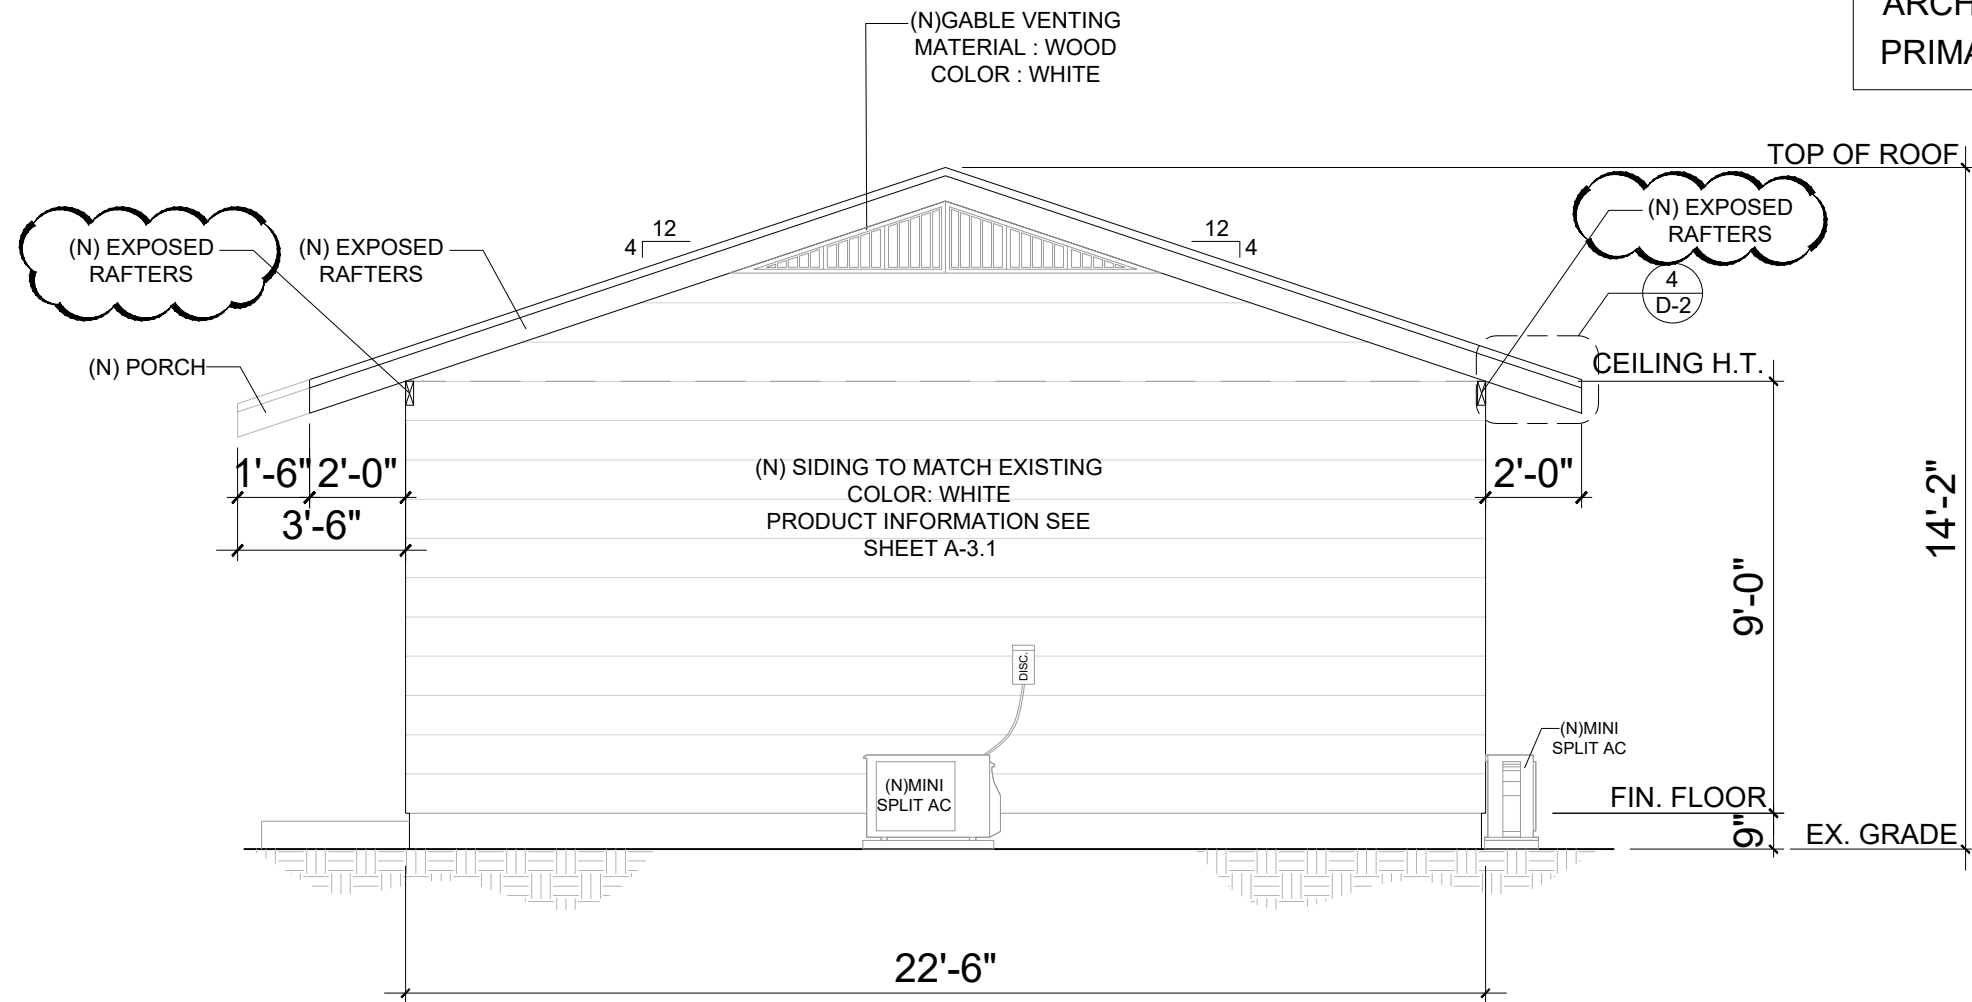 (N)GABLE VENTING
MATERIAL : WOOD
COLOR : WHITE
TOP OF ROOF
(N) EXPOSED
RAFTERS
(N) EXPOSED
RAFTERS
12
4
12
4
(N) EXPOSED
RAFTERS
4
D-2
(N) PORCH
CEILING H.T.
1'-6"
2'-0"
3'-6"
(N) SIDING TO MATCH EXISTING
COLOR: WHITE
PRODUCT INFORMATION SEE
SHEET A-3.1
2'-0"
14'-2"
9'-0"
DISC.
(N)MINI
SPLIT AC
(N)MINI
SPLIT AC
FIN. FLOOR
9"
EX. GRADE
22'-6"